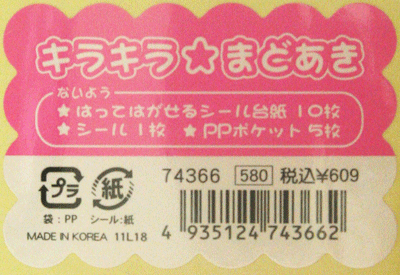 キラキラ☆まどあき
ないよう
★はってはがせるシール台紙 10枚
★シール 1枚 ★PPポケット 5枚
プラ 紙 74366 580 税込¥609
袋:PP シール:紙
MADE IN KOREA 11L18
4 935124 743662